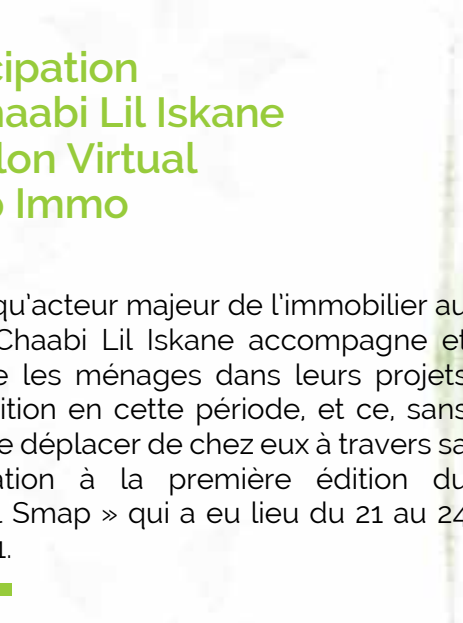 cipation
haabi Lil Iskane
lon Virtual
o Immo
qu'acteur majeur de l'immobilier au
Chaabi Lil Iskane accompagne et
e les ménages dans leurs projets
ition en cette période, et ce, sans
e déplacer de chez eux à travers sa
ation à la première édition du
l Smap » qui a eu lieu du 21 au 24
1.